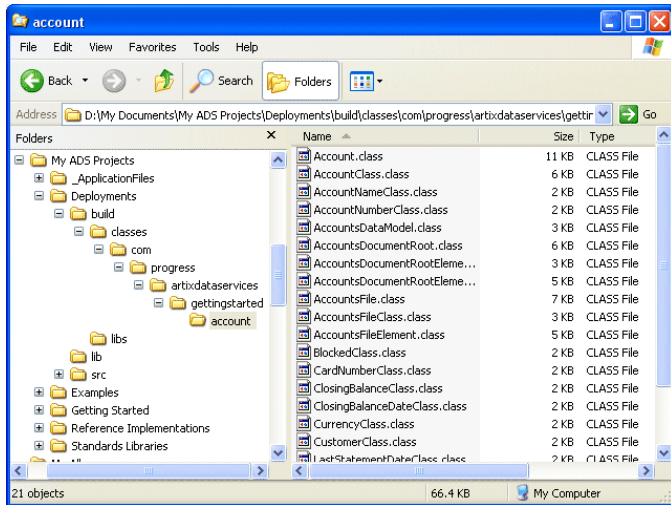 account
File Edit View Favorites Tools Help
Back Search Folders
Address D:\My Documents\My ADS Projects\Deployments\build\classes\com\progress\artixdataservices\gettir Go
Folders x Name Size Type
My ADS Projects
_ApplicationFiles
Deployments
build
classes
com
progress
artixdataservices
gettingstarted
account
libs
lib
src
Examples
Getting Started
Reference Implementations
Standards Libraries
Account.class 11 KB CLASS File
AccountClass.class 6 KB CLASS File
AccountNameClass.class 2 KB CLASS File
AccountNumberClass.class 2 KB CLASS File
AccountsDataModel.class 3 KB CLASS File
AccountsDocumentRoot.class 6 KB CLASS File
AccountsDocumentRootEleme... 3 KB CLASS File
AccountsDocumentRootEleme... 5 KB CLASS File
AccountsFile.class 7 KB CLASS File
AccountsFileClass.class 3 KB CLASS File
AccountsFileElement.class 5 KB CLASS File
BlockedClass.class 2 KB CLASS File
CardNumberClass.class 2 KB CLASS File
ClosingBalanceClass.class 2 KB CLASS File
ClosingBalanceDateClass.class 2 KB CLASS File
CurrencyClass.class 2 KB CLASS File
CustomerClass.class 2 KB CLASS File
LastStatementDateClass.class 2 KB CLASS File
21 objects 66.4 KB My Computer